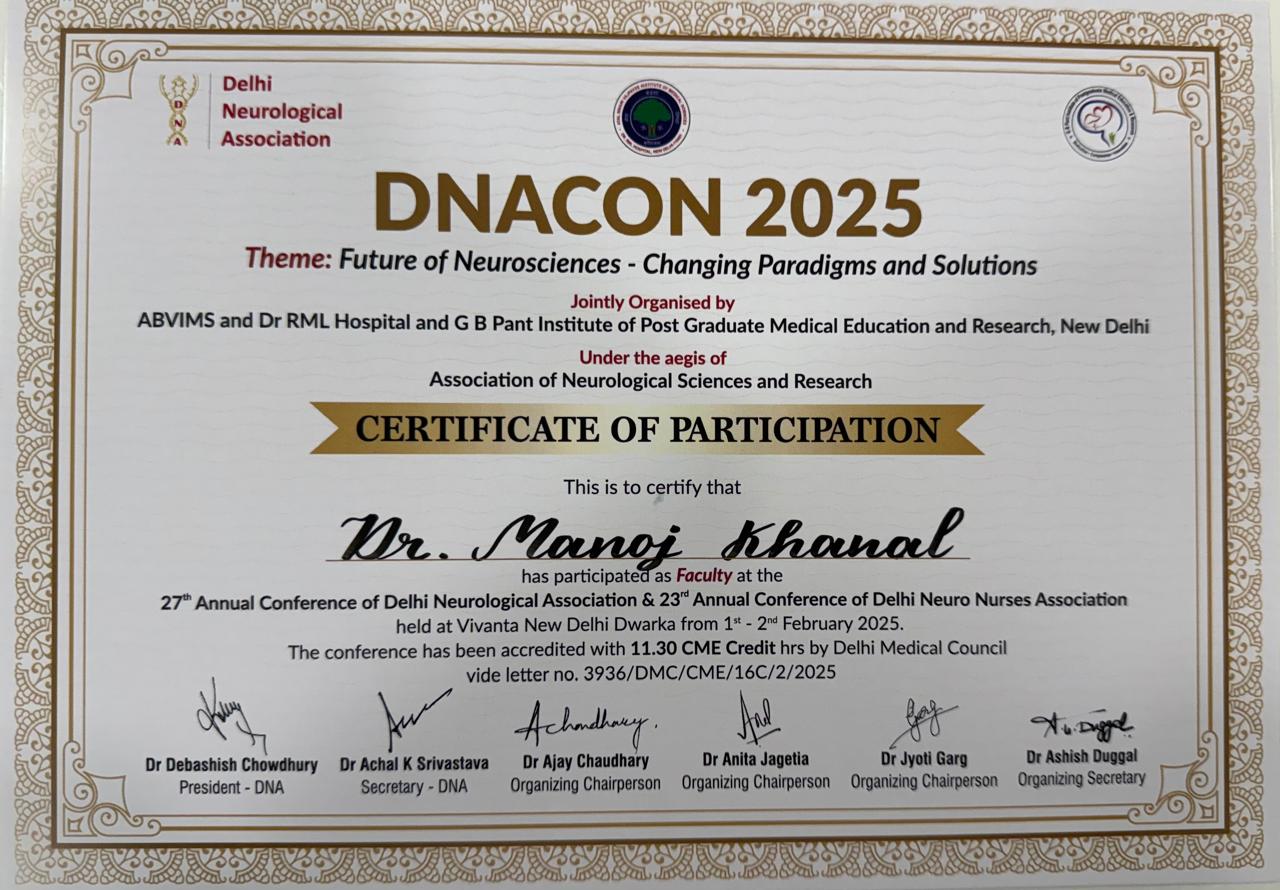 Delhi
Neurological
Association
DNA
DNACON 2025
Theme: Future of Neurosciences - Changing Paradigms and Solutions
Jointly Organised by
ABVIMS and Dr RML Hospital and G B Pant Institute of Post Graduate Medical Education and Research, New Delhi
Under the aegis of
Association of Neurological Sciences and Research
CERTIFICATE OF PARTICIPATION
This is to certify that
Dr. Manoj Khanal
has participated as Faculty at the
27th Annual Conference of Delhi Neurological Association & 23rd Annual Conference of Delhi Neuro Nurses Association
held at Vivanta New Delhi Dwarka from 1st - 2nd February 2025.
The conference has been accredited with 11.30 CME Credit hrs by Delhi Medical Council
vide letter no. 3936/DMC/CME/16C/2/2025
Achaudhary.
Dr Debashish Chowdhury Dr Achal K Srivastava Dr Ajay Chaudhary Dr Anita Jagetia Dr Jyoti Garg Dr Ashish Duggal
President - DNA Secretary - DNA Organizing Chairperson Organizing Chairperson Organizing Chairperson Organizing Secretary